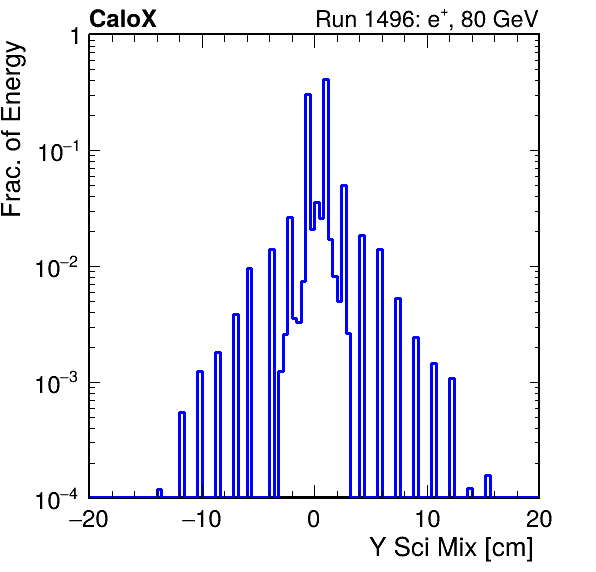 CaloX
Run 1496: e⁺, 80 GeV
Frac. of Energy
1
10⁻¹
10⁻²
10⁻³
10⁻⁴
−20
−10
0
10
20
Y Sci Mix [cm]